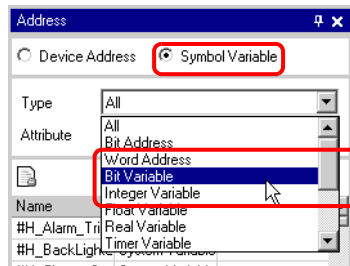 Address
Device Address Symbol Variable
Type All
Attribute All
Bit Address
Word Address
Bit Variable
Integer Variable
Float Variable
Name
#H_Alarm_Tri Real Variable
#H_BackLight Timer Variable